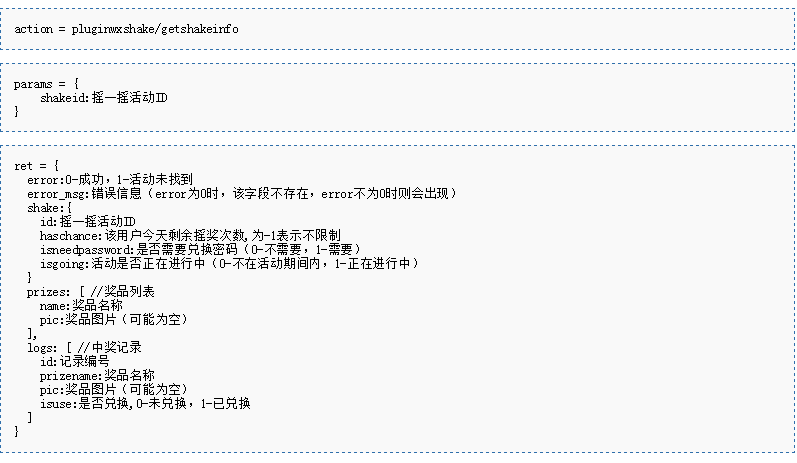 action = pluginwxshake/getshakeinfo
params = {
shakeid:摇一摇活动ID
}
ret = {
error:0-成功，1-活动未找到
error_msg:错误信息（error为0时，该字段不存在，error不为0时则会出现）
shake:{
id:摇一摇活动ID
haschance:该用户今天剩余摇奖次数,为-1表示不限制
isneedpassword:是否需要兑换密码（0-不需要，1-需要）
isgoing:活动是否正在进行中（0-不在活动期间内，1-正在进行中）
}
prizes: [ //奖品列表
name:奖品名称
pic:奖品图片（可能为空）
],
logs: [ //中奖记录
id:记录编号
prizename:奖品名称
pic:奖品图片（可能为空）
isuse:是否兑换,0-未兑换，1-已兑换
]
}